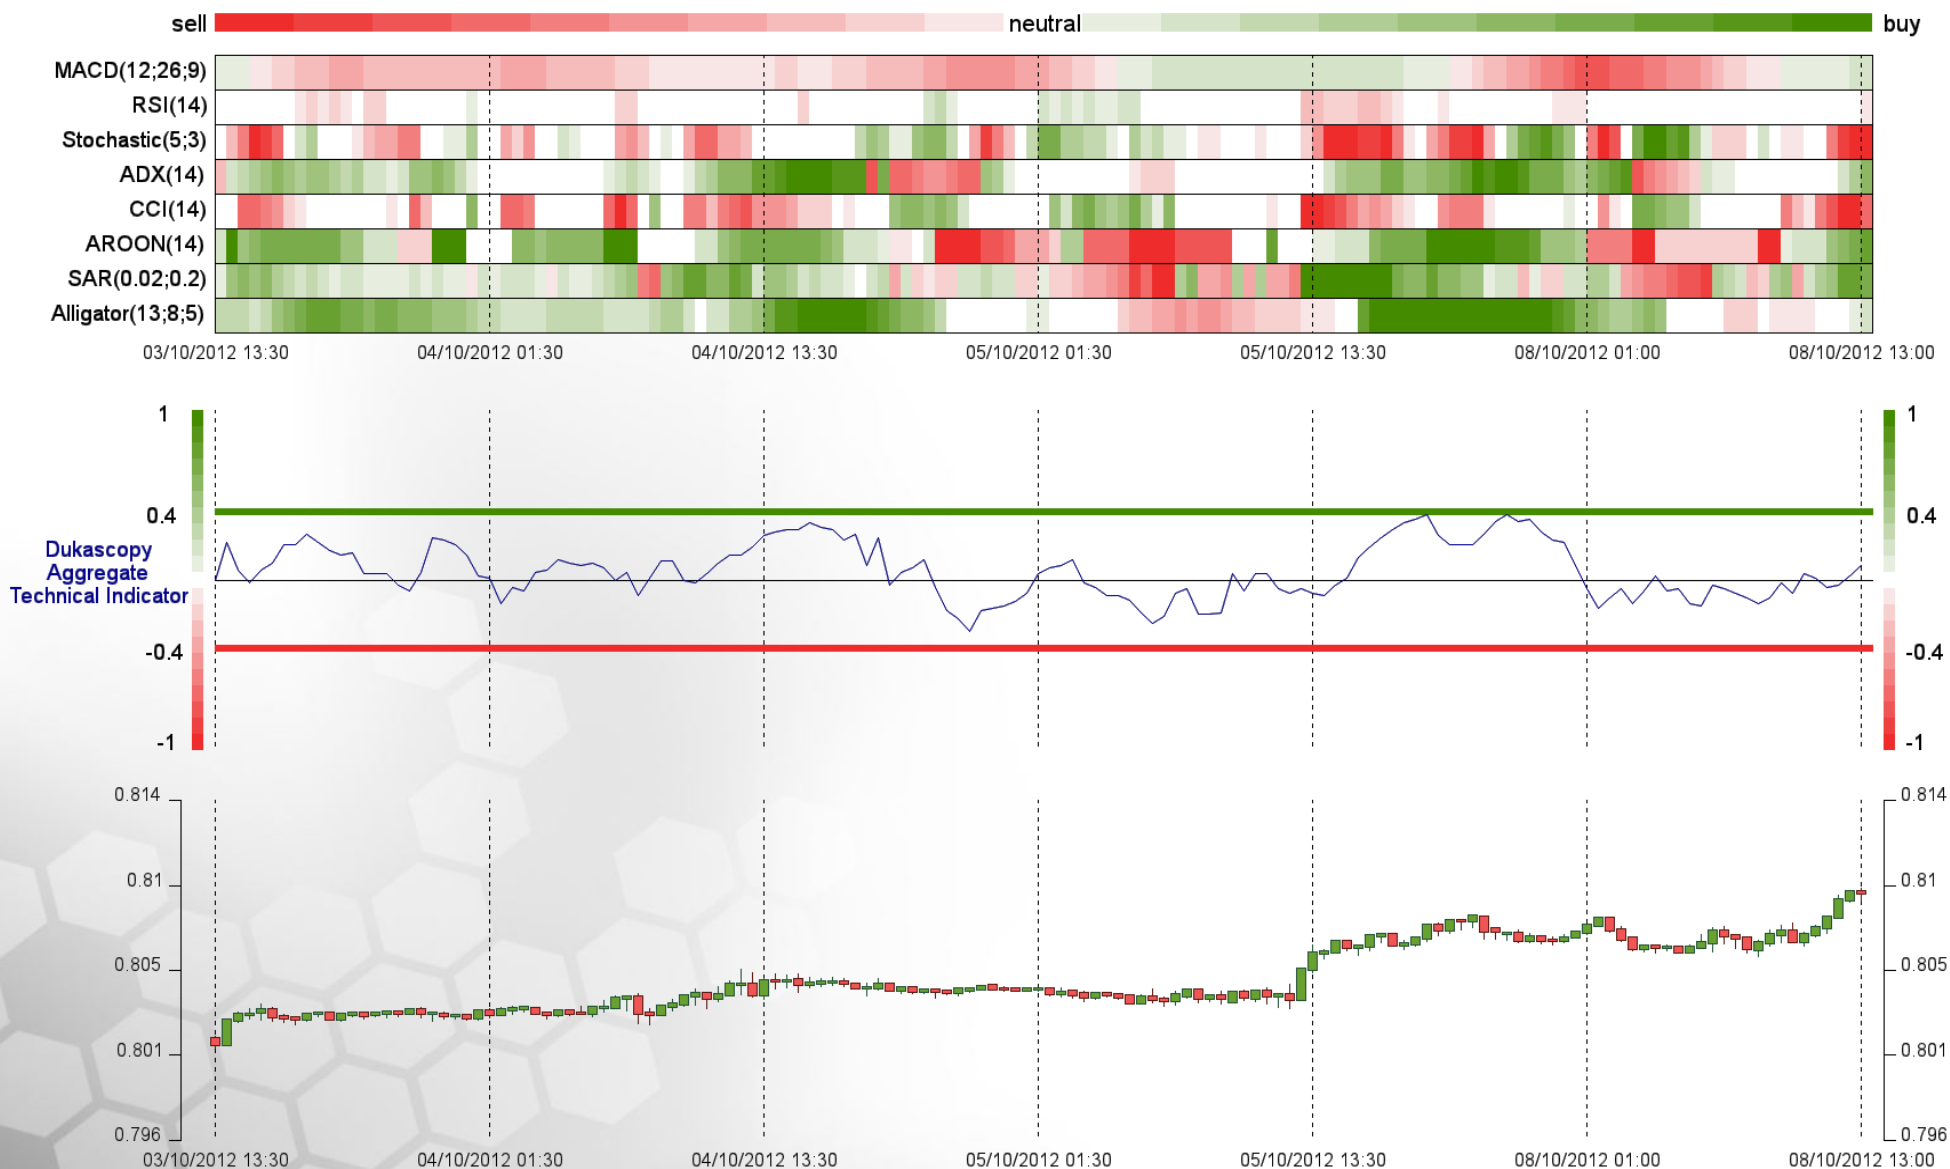 sell neutral buy
MACD(12;26;9)
RSI(14)
Stochastic(5;3)
ADX(14)
CCI(14)
AROON(14)
SAR(0.02;0.2)
Alligator(13;8;5)
03/10/2012 13:30 04/10/2012 01:30 04/10/2012 13:30 05/10/2012 01:30 05/10/2012 13:30 08/10/2012 01:00 08/10/2012 13:00
1 1
0.4 0.4
Dukascopy
Aggregate
Technical Indicator
-0.4 -0.4
-1 -1
0.814 0.814
0.81 0.81
0.805 0.805
0.801 0.801
0.796 0.796
03/10/2012 13:30 04/10/2012 01:30 04/10/2012 13:30 05/10/2012 01:30 05/10/2012 13:30 08/10/2012 01:00 08/10/2012 13:00